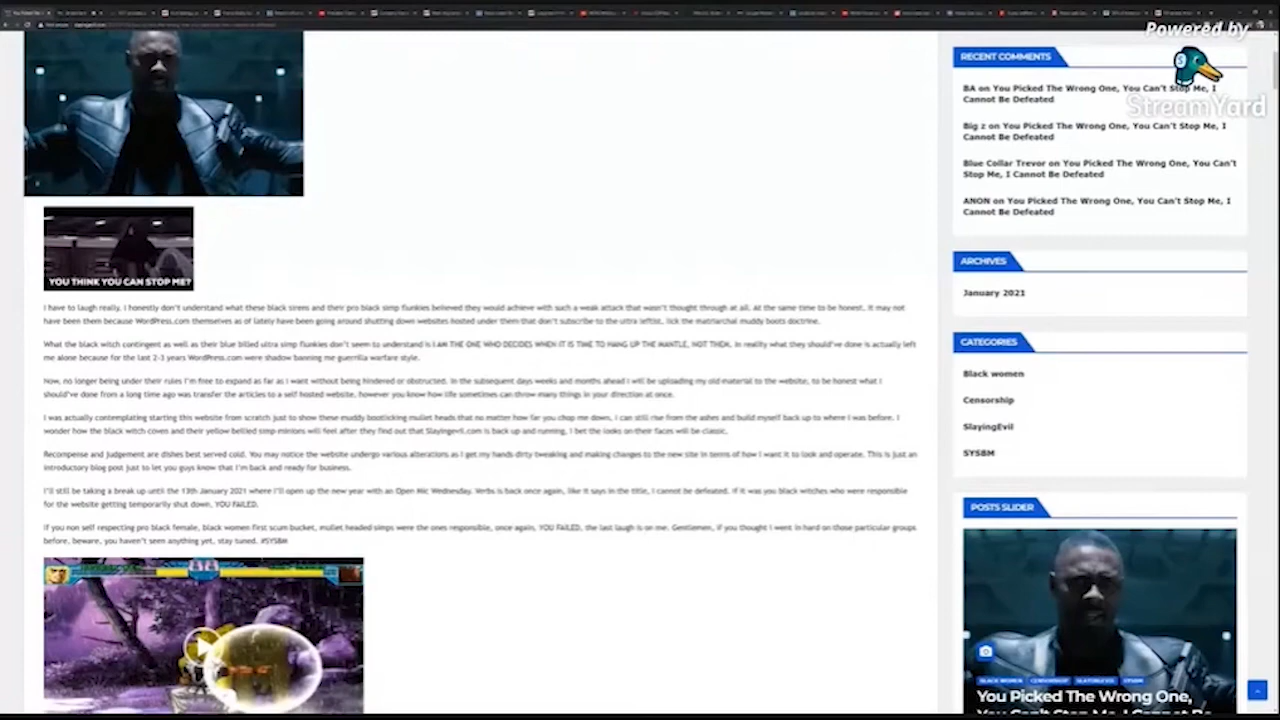 Powered by
StreamYard
YOU THINK YOU CAN STOP ME?
I have to laugh really, I honestly don't understand what these black sirens and their pro black simp flunkies believed they would achieve with such a weak attack that wasn't thought through at all. At the same time to be honest, it may not
have been them because WordPress.com themselves as of lately have been going around shutting down websites hosted under them that don't subscribe to the ultra leftist, lick the matriarchal muddy boots doctrine.
What the black witch contingent as well as their blue billed ultra simp flunkies don't seem to understand is I AM THE ONE WHO DECIDES WHEN IT IS TIME TO HANG UP THE MANTLE, NOT THEM. In reality what they should've done is actually left
me alone because for the last 2-3 years WordPress.com were shadow banning me guerrilla warfare style.
Now, no longer being under their rules I'm free to expand as far as I want without being hindered or obstructed. In the subsequent days weeks and months ahead I will be uploading my old material to the website, to be honest what I
should've done from a long time ago was transfer the articles to a self hosted website, however you know how life sometimes can throw many things in your direction at once.
I was actually contemplating starting this website from scratch just to show these muddy bootlicking mullet heads that no matter how far you chop me down, I can still rise from the ashes and build myself back up to where I was before. I
wonder how the black witch coven and their yellow bellied simp minions will feel after they find out that Slayingevil.com is back up and running, I bet the looks on their faces will be classic.
Recompense and judgement are dishes best served cold. You may notice the website undergo various alterations as I get my hands dirty tweaking and making changes to the new site in terms of how I want it to look and operate. This is just an
introductory blog post just to let you guys know that I'm back and ready for business.
I'll still be taking a break up until the 13th January 2021 where I'll open up the new year with an Open Mic Wednesday. Verbs is back once again, like it says in the title, I cannot be defeated. If it was you black witches who were responsible
for the website getting temporarily shut down, YOU FAILED.
If you non self respecting pro black female, black women first scum bucket, mullet headed simps were the ones responsible, once again, YOU FAILED, the last laugh is on me. Gentlemen, if you thought I went in hard on those particular groups
before, beware, you haven't seen anything yet, stay tuned. #SYSBM
RECENT COMMENTS
BA on You Picked The Wrong One, You Can't Stop Me, I
Cannot Be Defeated
Big z on You Picked The Wrong One, You Can't Stop Me, I
Cannot Be Defeated
Blue Collar Trevor on You Picked The Wrong One, You Can't
Stop Me, I Cannot Be Defeated
ANON on You Picked The Wrong One, You Can't Stop Me, I
Cannot Be Defeated
ARCHIVES
January 2021
CATEGORIES
Black women
Censorship
SlayingEvil
SYSBM
POSTS SLIDER
BLACK WOMEN CENSORSHIP SLAYINGEVIL SYSBM
You Picked The Wrong One,
You Can't Stop Me, I Cannot Be